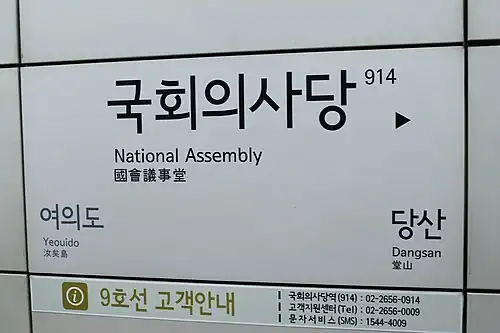 국회의사당 914
National Assembly
國會議事堂
여의도
Yeouido
汝矣島
당산
Dangsan
堂山
9호선 고객안내
국회의사당역(914) : 02-2656-0914
고객지원센터(Tel) : 02-2656-0009
문자서비스(SMS) : 1544-4009